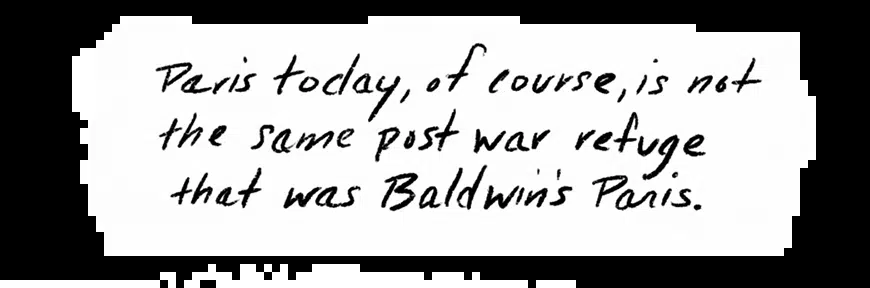 Paris today, of course, is not
the same post war refuge
that was Baldwin's Paris.